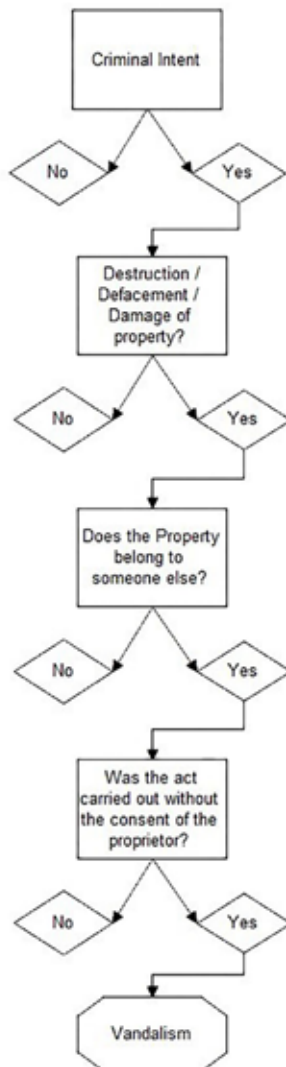 Criminal Intent
No
Yes
Destruction /
Defacement /
Damage of
property?
No
Yes
Does the Property
belong to
someone else?
No
Yes
Was the act
carried out without
the consent of the
proprietor?
No
Yes
Vandalism